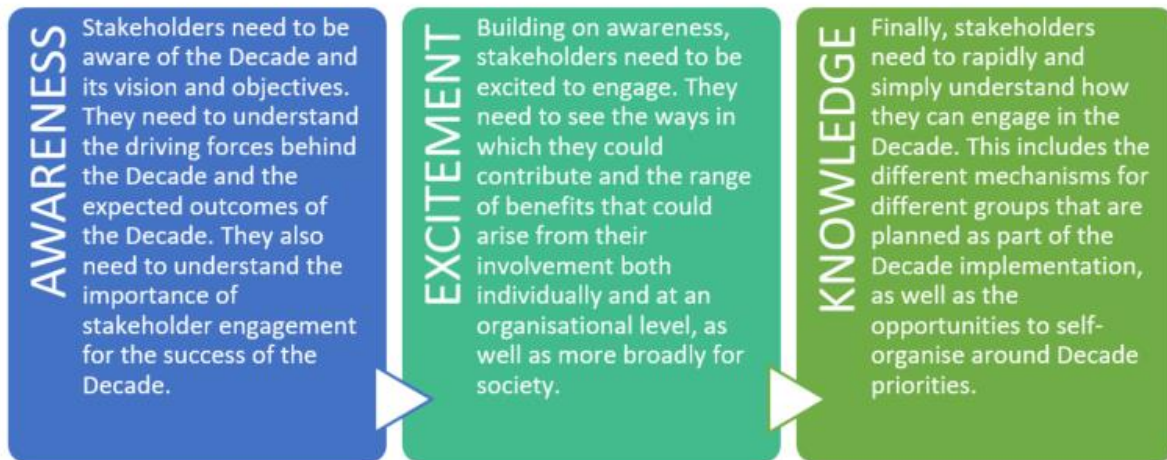 AWARENESS
Stakeholders need to be
aware of the Decade and
its vision and objectives.
They need to understand
the driving forces behind
the Decade and the
expected outcomes of
the Decade. They also
need to understand the
importance of
stakeholder engagement
for the success of the
Decade.
EXCITEMENT
Building on awareness,
stakeholders need to be
excited to engage. They
need to see the ways in
which they could
contribute and the range
of benefits that could
arise from their
involvement both
individually and at an
organisational level, as
well as more broadly for
society.
KNOWLEDGE
Finally, stakeholders
need to rapidly and
simply understand how
they can engage in the
Decade. This includes the
different mechanisms for
different groups that are
planned as part of the
Decade implementation,
as well as the
opportunities to self-
organise around Decade
priorities.